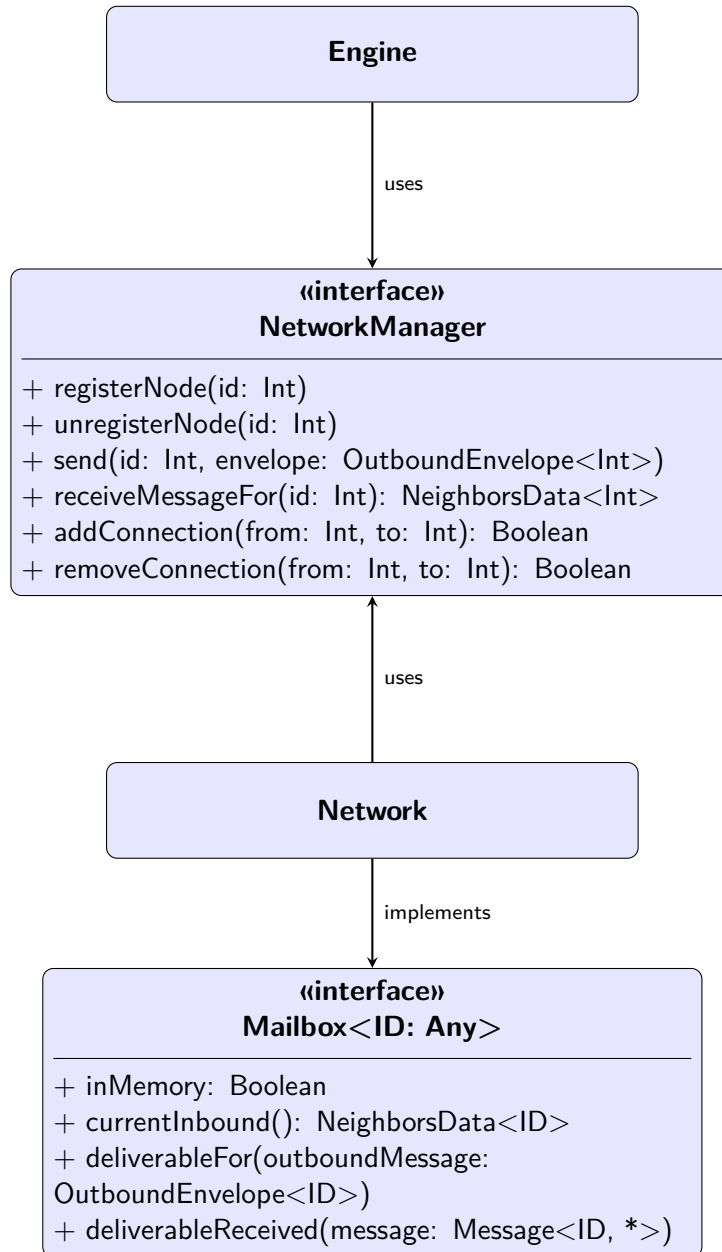 Engine
uses
«interface»
NetworkManager
+ registerNode(id: Int)
+ unregisterNode(id: Int)
+ send(id: Int, envelope: OutboundEnvelope<Int>)
+ receiveMessageFor(id: Int): NeighborsData<Int>
+ addConnection(from: Int, to: Int): Boolean
+ removeConnection(from: Int, to: Int): Boolean
uses
Network
implements
«interface»
Mailbox<ID: Any>
+ inMemory: Boolean
+ currentInbound(): NeighborsData<ID>
+ deliverableFor(outboundMessage:
OutboundEnvelope<ID>)
+ deliverableReceived(message: Message<ID, *>)